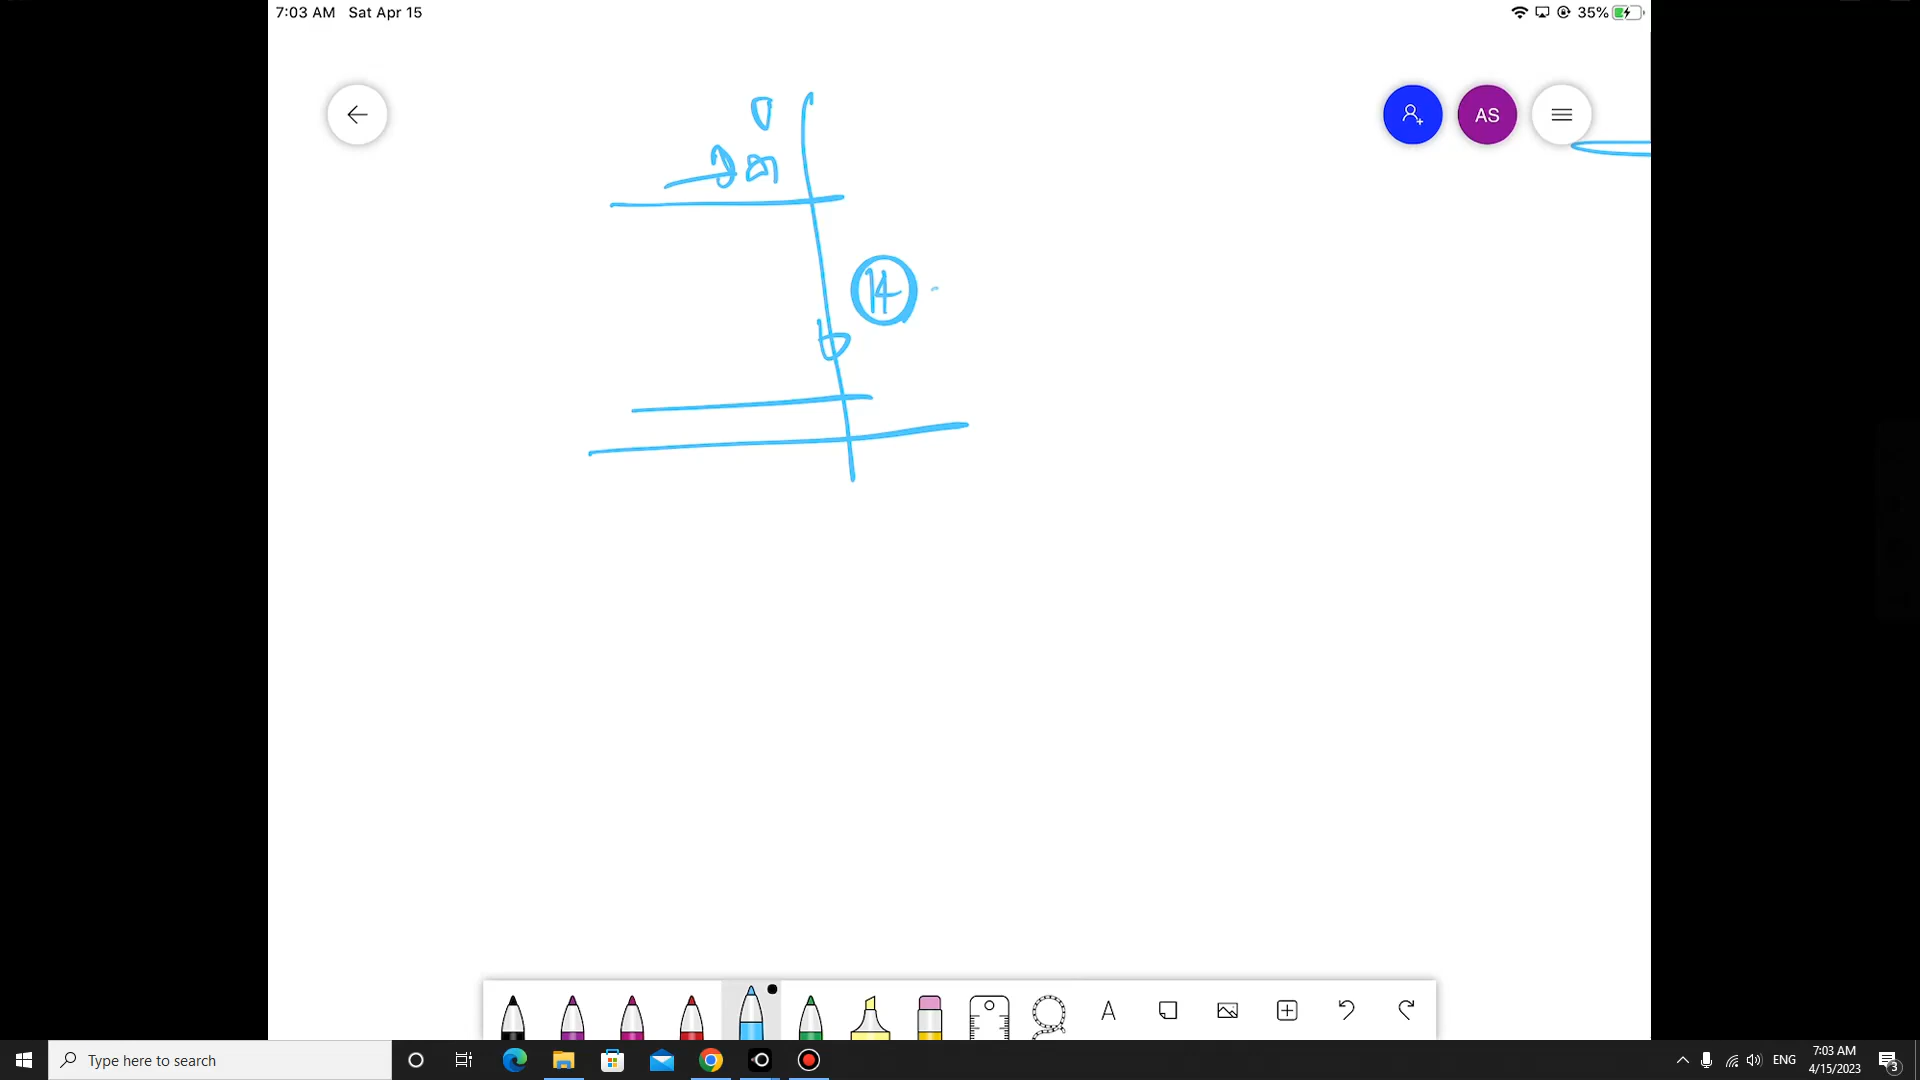 7:03 AM Sat Apr 15
35%
AS
14
A
Type here to search
ENG
7:03 AM
4/15/2023
3